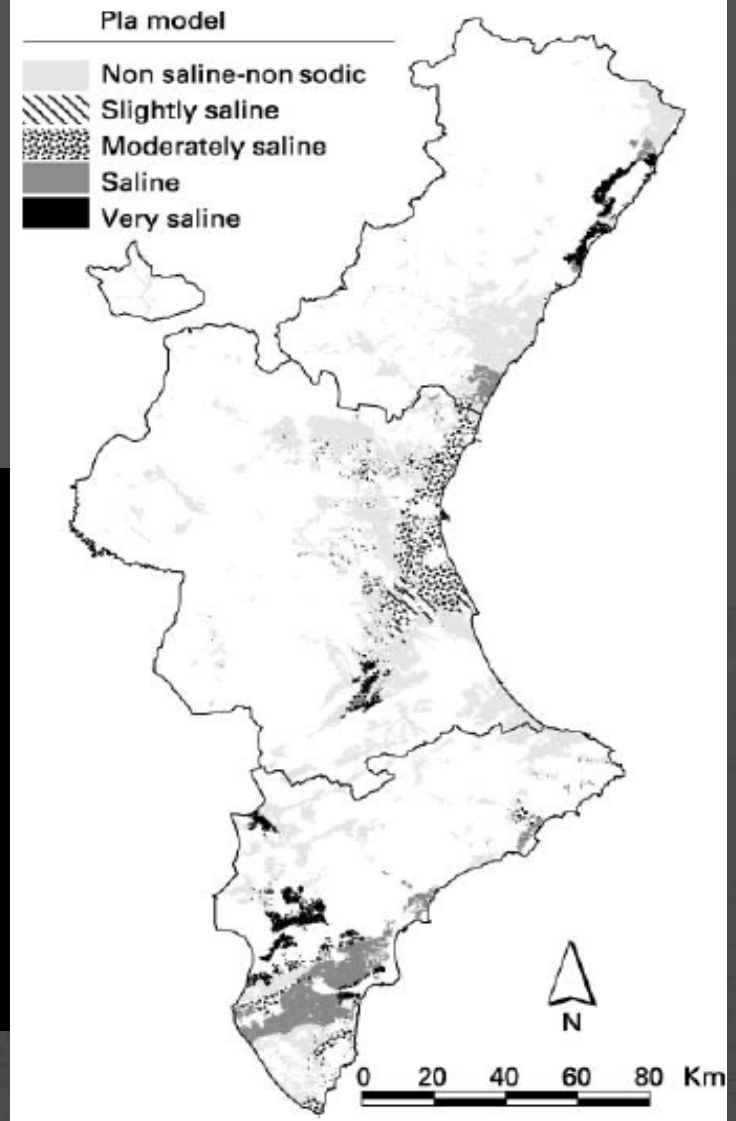 Pla model
Non saline-non sodic
Slightly saline
Moderately saline
Saline
Very saline
N
0 20 40 60 80 Km